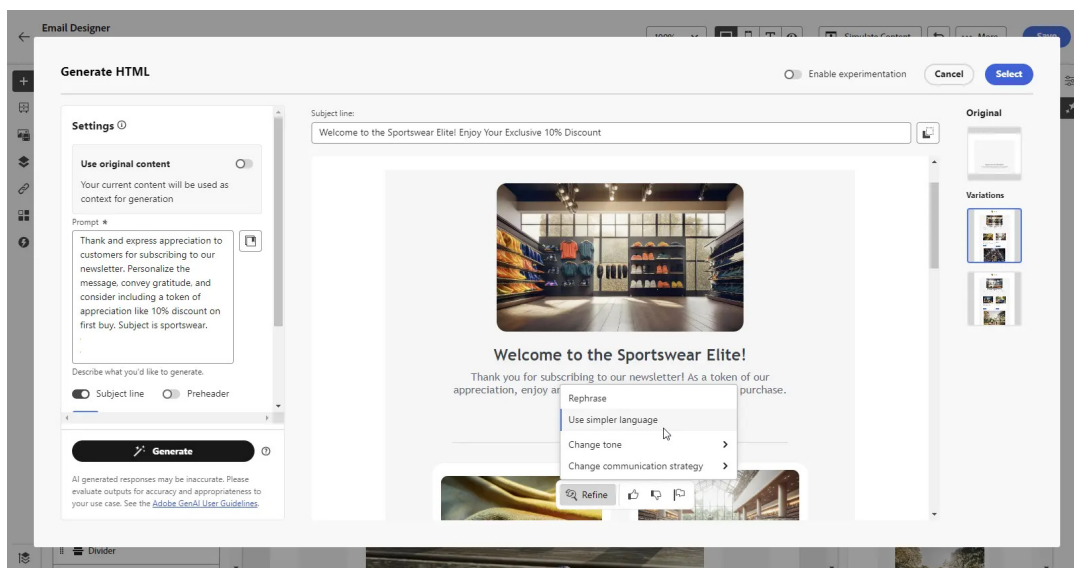 Email Designer
100%
Simulate Content
More
Save
Generate HTML
Enable experimentation
Cancel
Select
Settings
Use original content
Your current content will be used as
context for generation
Prompt *
Thank and express appreciation to
customers for subscribing to our
newsletter. Personalize the
message, convey gratitude, and
consider including a token of
appreciation like 10% discount on
first buy. Subject is sportswear.
Describe what you'd like to generate.
Subject line
Preheader
Generate
AI generated responses may be inaccurate. Please
evaluate outputs for accuracy and appropriateness to
your use case. See the Adobe GenAI User Guidelines.
Subject line:
Welcome to the Sportswear Elite! Enjoy Your Exclusive 10% Discount
Welcome to the Sportswear Elite!
Thank you for subscribing to our newsletter! As a token of our
appreciation, enjoy an purchase.
Rephrase
Use simpler language
Change tone
Change communication strategy
Refine
Original
Variations
Divider